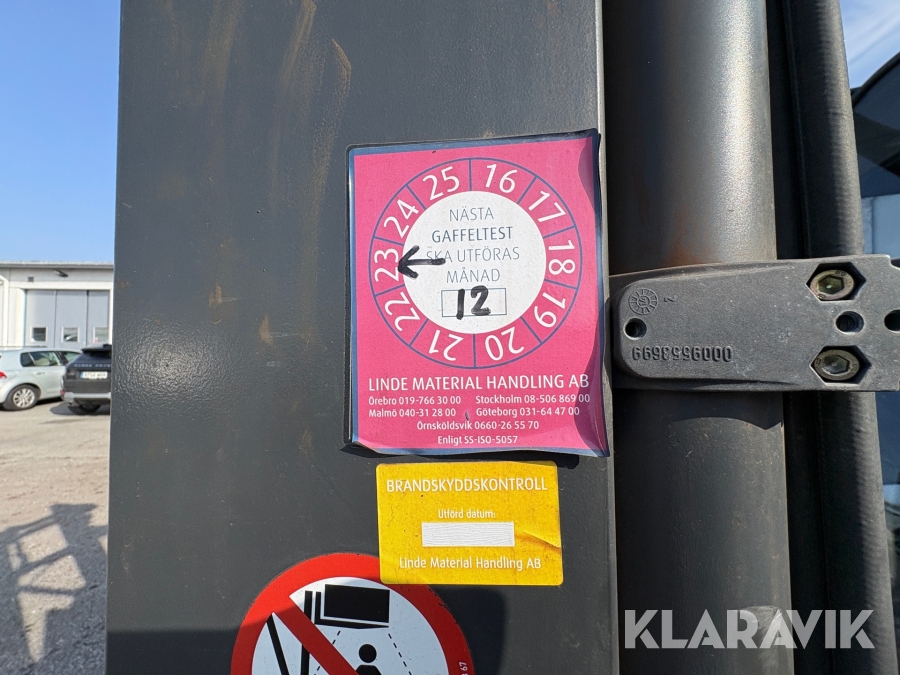 25 16
24 17
23 18
22 19
21 20
NÄSTA
GAFFELTEST
SKA UTFÖRAS
MÅNAD
12
LINDE MATERIAL HANDLING AB
Örebro 019-766 30 00 Stockholm 08-506 869 00
Malmö 040-31 28 00 Göteborg 031-64 47 00
Örnsköldsvik 0660-26 55 70
Enligt SS-ISO-5057
BRANDSKYDDSKONTROLL
Utförd datum:
Linde Material Handling AB
0009553699
2
67
KLARAVIK